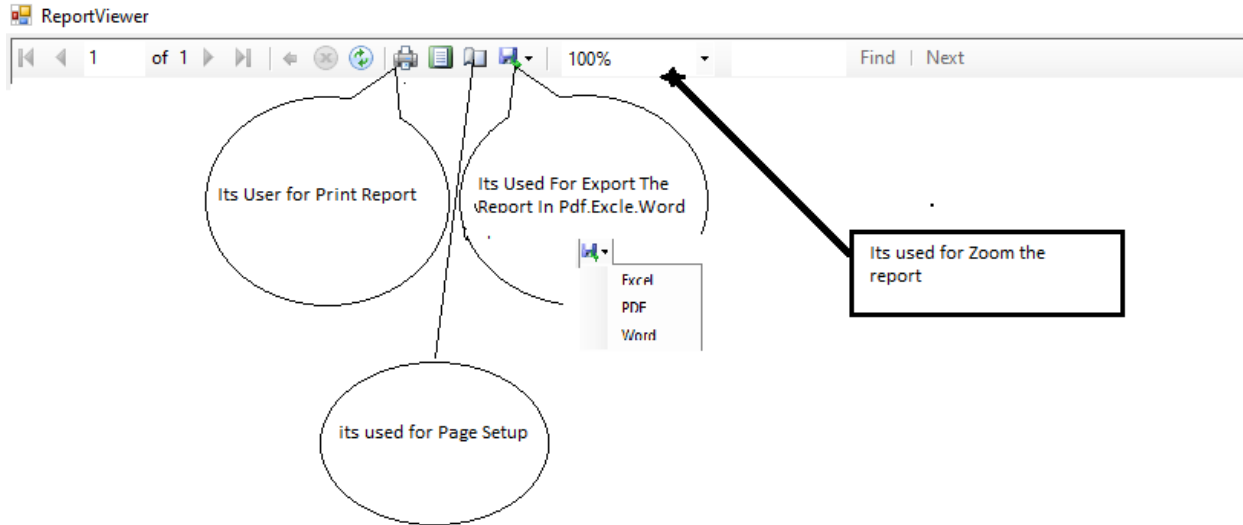 ReportViewer
1 of 1 100% Find | Next
Its User for Print Report
Its Used For Export The
Report In Pdf.Excle.Word
Excel
PDF
Word
Its used for Zoom the
report
its used for Page Setup